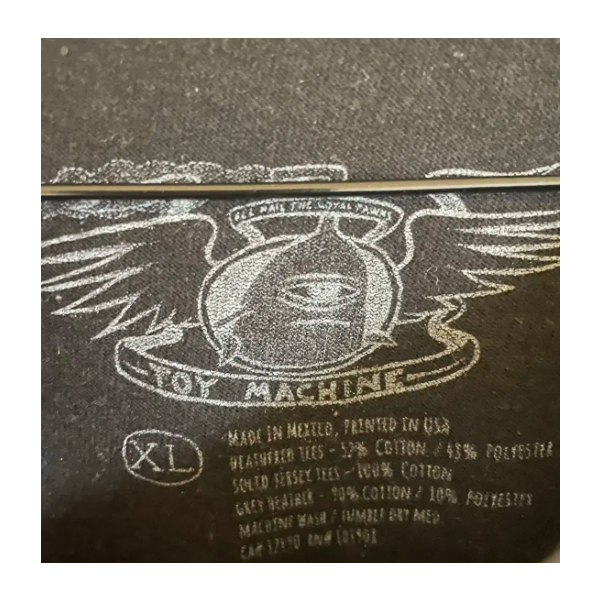 ALL HAIL THE LOYAL PAWNS
TOY MACHINE
XL
MADE IN MEXICO, PRINTED IN USA
HEATHERED TEES - 52% COTTON / 48% POLYESTER
SOLID JERSEY TEES - 100% COTTON
GREY HEATHER - 90% COTTON / 10% POLYESTER
MACHINE WASH / TUMBLE DRY MED
RN#